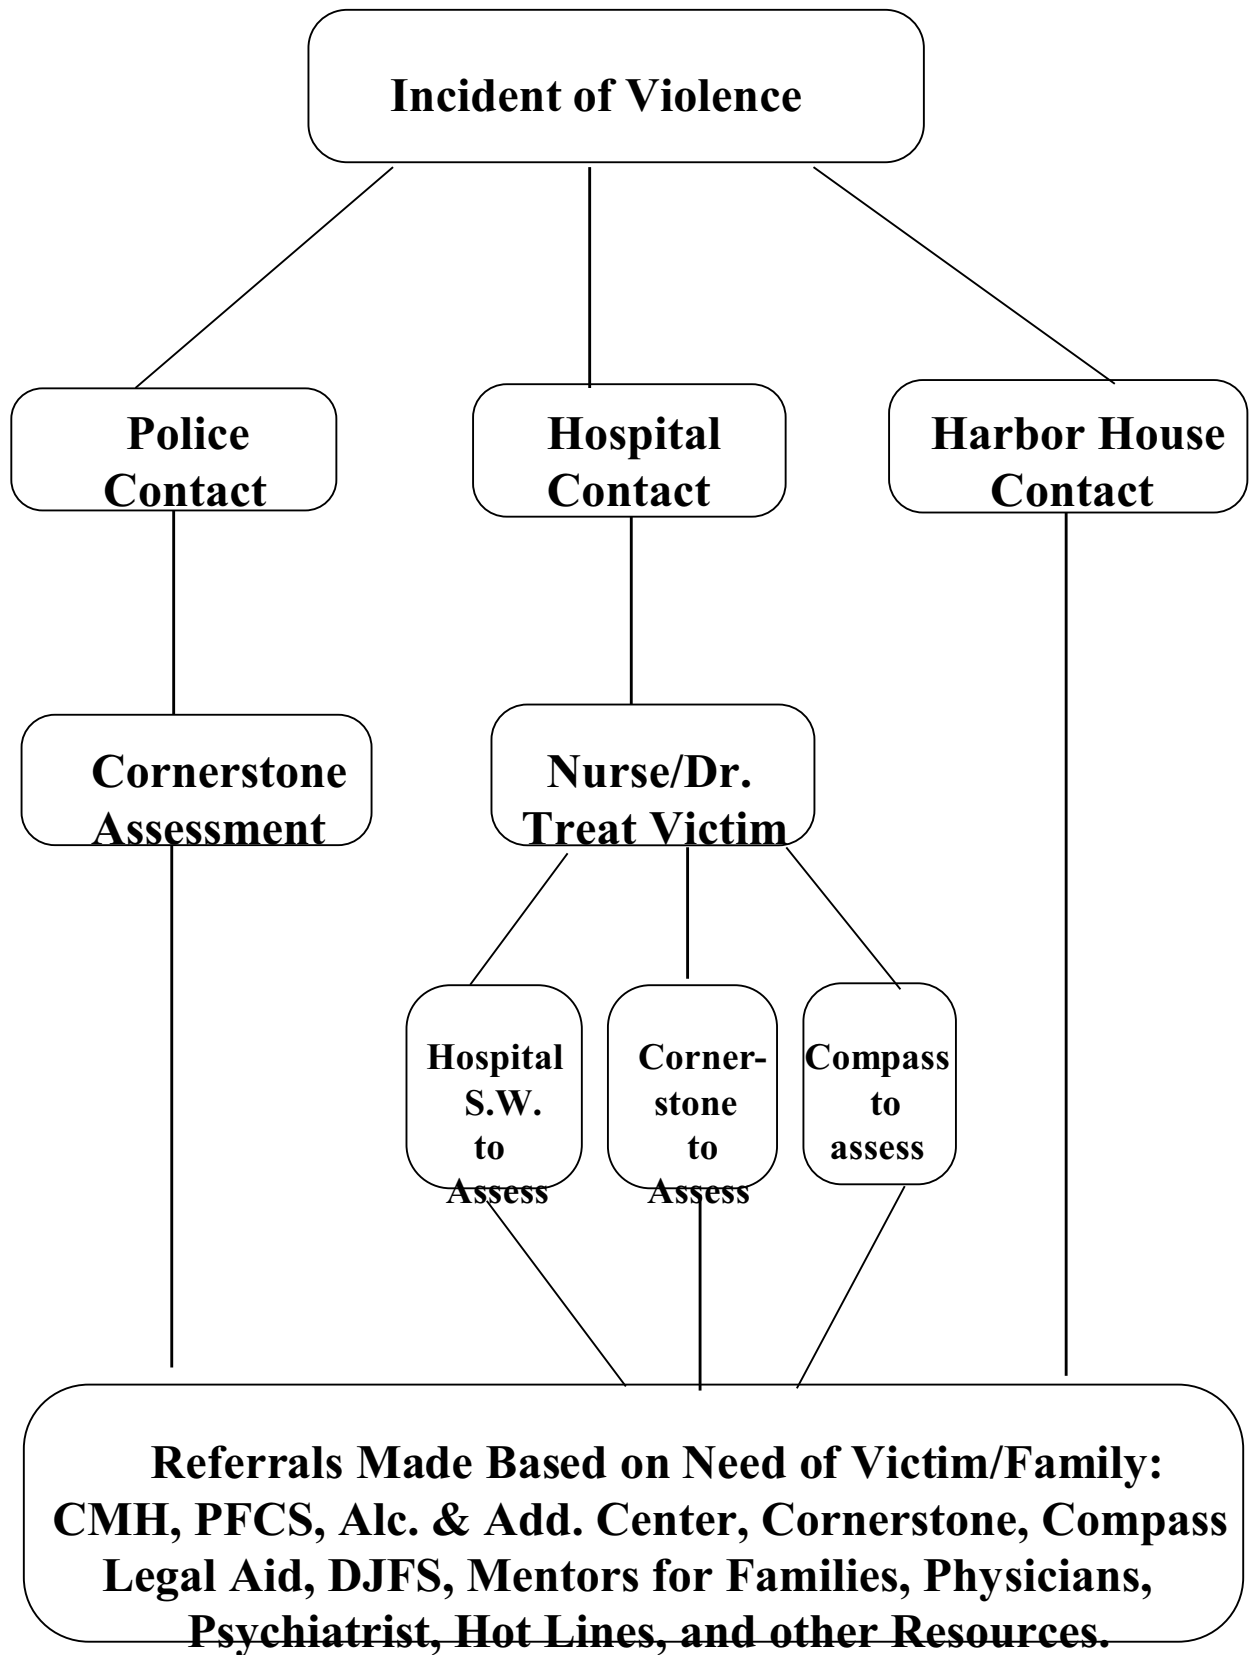 Incident of Violence
Police
Contact
Hospital
Contact
Harbor House
Contact
Cornerstone
Assessment
Nurse/Dr.
Treat Victim
Hospital
S.W.
to
Assess
Corner-
stone
to
Assess
Compass
to
assess
Referrals Made Based on Need of Victim/Family:
CMH, PFCS, Alc. & Add. Center, Cornerstone, Compass
Legal Aid, DJFS, Mentors for Families, Physicians,
Psychiatrist, Hot Lines, and other Resources.